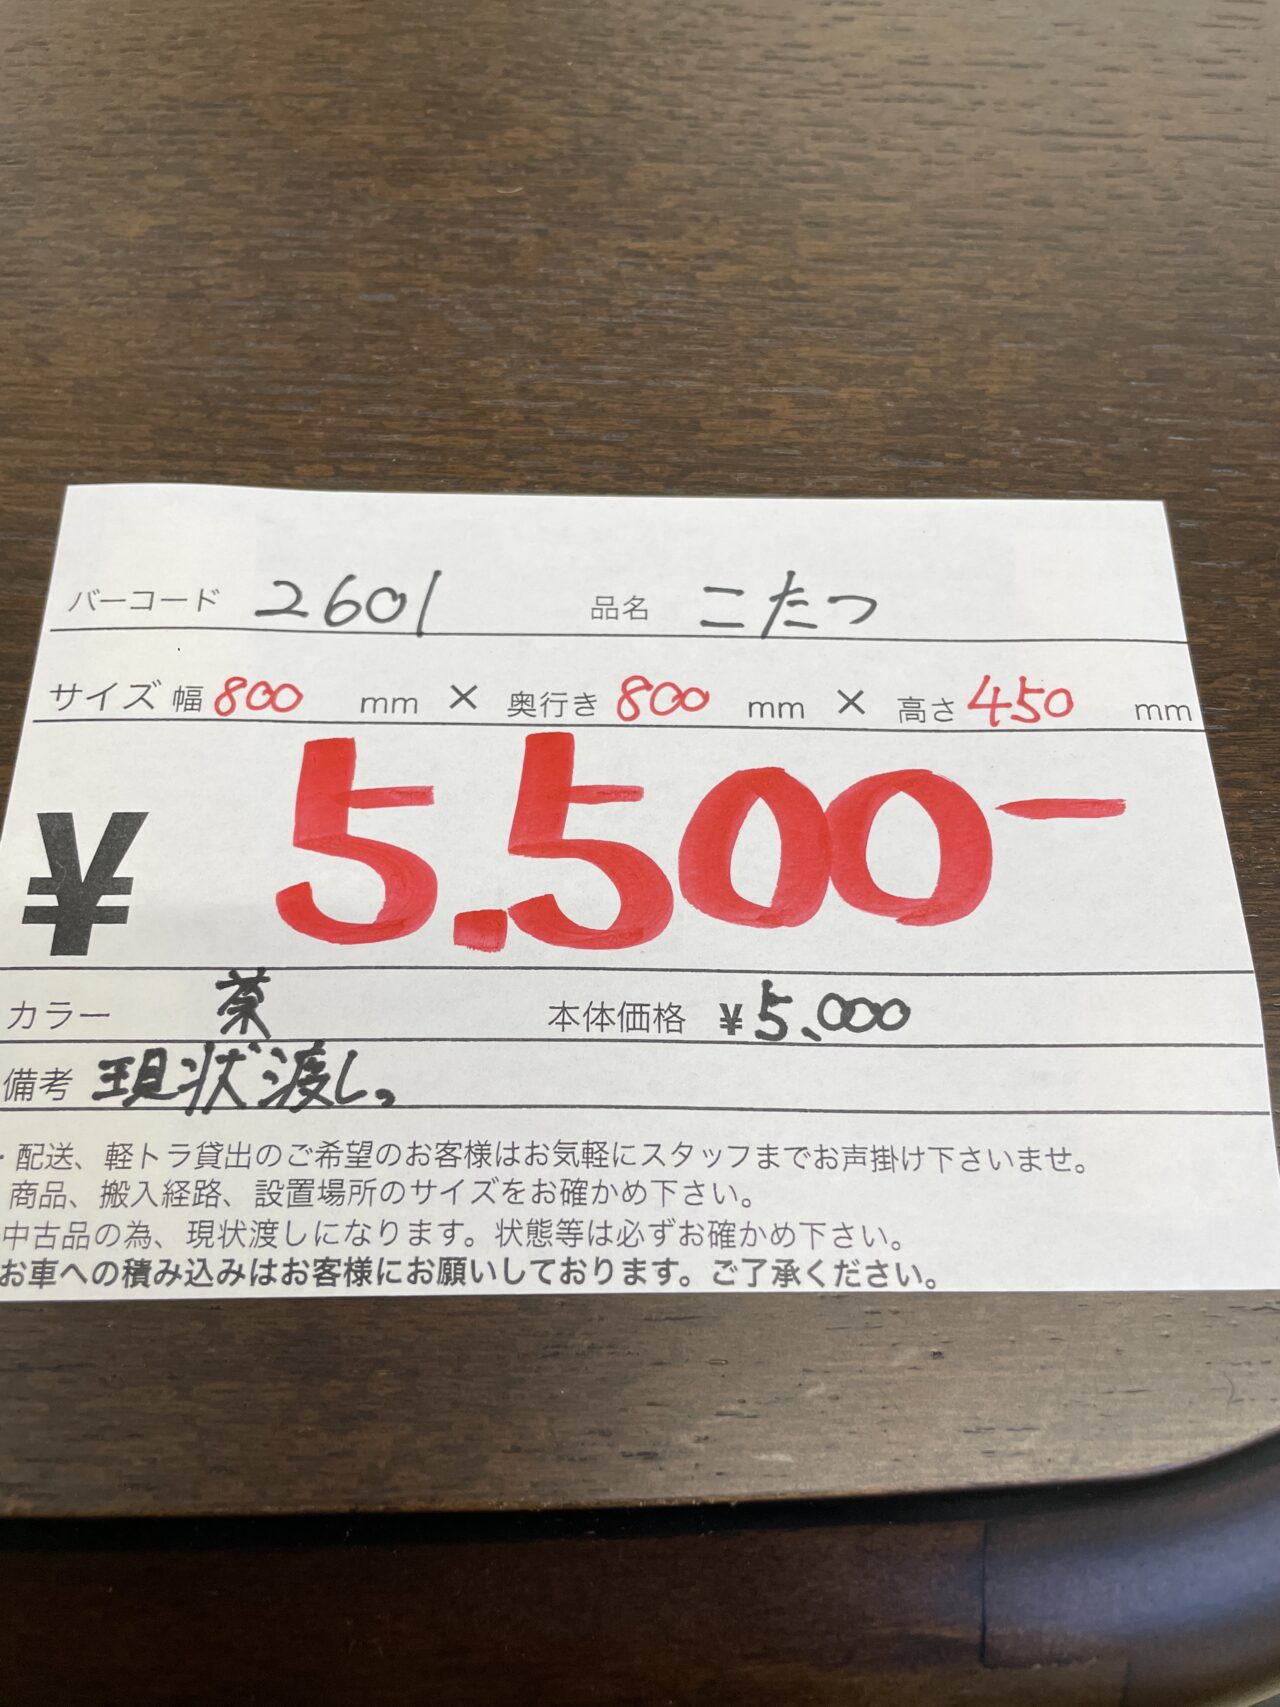 バーコード 2601 品名 こたつ
サイズ 幅 800 mm × 奥行き 800 mm × 高さ 450 mm
¥ 5.500-
カラー 茶 本体価格 ¥5,000
備考 現状渡し。
・配送、軽トラ貸出のご希望のお客様はお気軽にスタッフまでお声掛け下さいませ。
商品、搬入経路、設置場所のサイズをお確かめ下さい。
中古品の為、現状渡しになります。状態等は必ずお確かめ下さい。
お車への積み込みはお客様にお願いしております。ご了承ください。